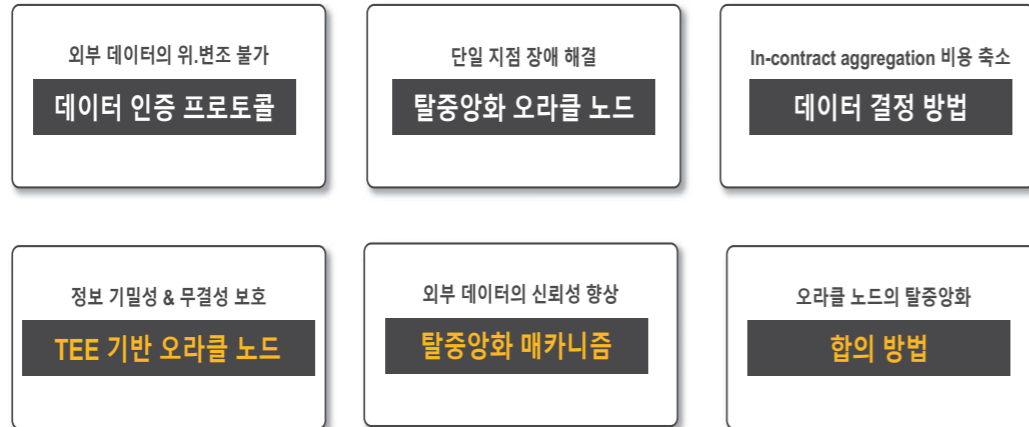 외부 데이터의 위.변조 불가
데이터 인증 프로토콜
단일 지점 장애 해결
탈중앙화 오라클 노드
In-contract aggregation 비용 축소
데이터 결정 방법
정보 기밀성 & 무결성 보호
TEE 기반 오라클 노드
외부 데이터의 신뢰성 향상
탈중앙화 매카니즘
오라클 노드의 탈중앙화
합의 방법